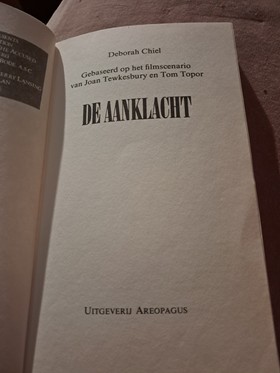 Deborah Chiel
Gebaseerd op het filmscenario
van Joan Tewkesbury en Tom Topor
DE AANKLACHT
UITGEVERIJ AREOPAGUS